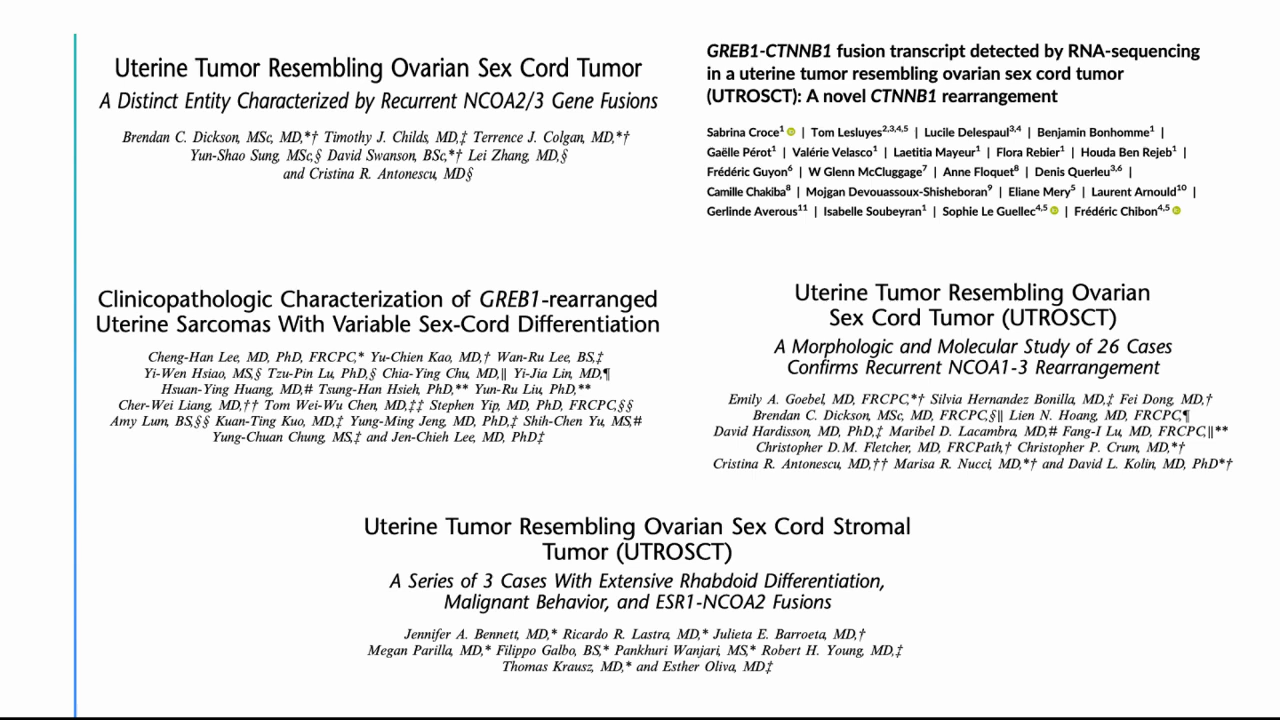 Uterine Tumor Resembling Ovarian Sex Cord Tumor
A Distinct Entity Characterized by Recurrent NCOA2/3 Gene Fusions
Brendan C. Dickson, MSc, MD,*† Timothy J. Childs, MD,‡ Terrence J. Colgan, MD,*†
Yun-Shao Sung, MSc,§ David Swanson, BSc,*† Lei Zhang, MD,§
and Cristina R. Antonescu, MD§
GREB1-CTNNB1 fusion transcript detected by RNA-sequencing
in a uterine tumor resembling ovarian sex cord tumor
(UTROSCT): A novel CTNNB1 rearrangement
Sabrina Croce1 | Tom Lesluyes2,3,4,5 | Lucile Delespaul3,4 | Benjamin Bonhomme1 |
Gaëlle Pérot1 | Valérie Velasco1 | Laetitia Mayeur1 | Flora Rebier1 | Houda Ben Rejeb1 |
Frédéric Guyon6 | W Glenn McCluggage7 | Anne Floquet8 | Denis Querleu3,6 |
Camille Chakiba8 | Mojgan Devouassoux-Shisheboran9 | Eliane Mery5 | Laurent Arnould10 |
Gerlinde Averous11 | Isabelle Soubeyran1 | Sophie Le Guellec4,5 | Frédéric Chibon4,5
Clinicopathologic Characterization of GREB1-rearranged
Uterine Sarcomas With Variable Sex-Cord Differentiation
Cheng-Han Lee, MD, PhD, FRCPC,* Yu-Chien Kao, MD,† Wan-Ru Lee, BS,‡
Yi-Wen Hsiao, MS,§ Tzu-Pin Lu, PhD,§ Chia-Ying Chu, MD,∥ Yi-Jia Lin, MD,¶
Hsuan-Ying Huang, MD,# Tsung-Han Hsieh, PhD,** Yun-Ru Liu, PhD,**
Cher-Wei Liang, MD,†† Tom Wei-Wu Chen, MD,‡‡ Stephen Yip, MD, PhD, FRCPC,§§
Amy Lum, BS,§§ Kuan-Ting Kuo, MD,‡ Yung-Ming Jeng, MD, PhD,‡ Shih-Chen Yu, MS,#
Yung-Chuan Chung, MS,‡ and Jen-Chieh Lee, MD, PhD‡
Uterine Tumor Resembling Ovarian
Sex Cord Tumor (UTROSCT)
A Morphologic and Molecular Study of 26 Cases
Confirms Recurrent NCOA1-3 Rearrangement
Emily A. Goebel, MD, FRCPC,*† Silvia Hernandez Bonilla, MD,‡ Fei Dong, MD,†
Brendan C. Dickson, MSc, MD, FRCPC,§∥ Lien N. Hoang, MD, FRCPC,¶
David Hardisson, MD, PhD,‡ Maribel D. Lacambra, MD,# Fang-I Lu, MD, FRCPC,∥**
Christopher D.M. Fletcher, MD, FRCPath,† Christopher P. Crum, MD,*†
Cristina R. Antonescu, MD,†† Marisa R. Nucci, MD,*† and David L. Kolin, MD, PhD*†
Uterine Tumor Resembling Ovarian Sex Cord Stromal
Tumor (UTROSCT)
A Series of 3 Cases With Extensive Rhabdoid Differentiation,
Malignant Behavior, and ESR1-NCOA2 Fusions
Jennifer A. Bennett, MD,* Ricardo R. Lastra, MD,* Julieta E. Barroeta, MD,†
Megan Parilla, MD,* Filippo Galbo, BS,* Pankhuri Wanjari, MS,* Robert H. Young, MD,‡
Thomas Krausz, MD,* and Esther Oliva, MD‡